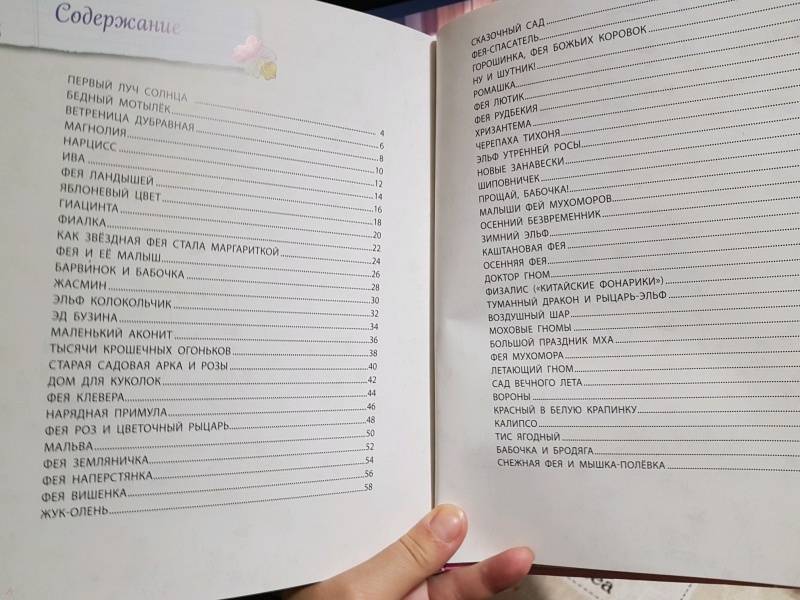 Содержание
ПЕРВЫЙ ЛУЧ СОЛНЦА 4
БЕДНЫЙ МОТЫЛЁК 6
ВЕТРЕНИЦА ДУБРАВНАЯ 8
МАГНОЛИЯ 10
НАРЦИСС 12
ИВА 14
ФЕЯ ЛАНДЫШЕЙ 16
ЯБЛОНЕВЫЙ ЦВЕТ 18
ГИАЦИНТА 20
ФИАЛКА 22
КАК ЗВЁЗДНАЯ ФЕЯ СТАЛА МАРГАРИТКОЙ 24
ФЕЯ И ЕЁ МАЛЫШ 26
БАРВИНОК И БАБОЧКА 28
ЖАСМИН 30
ЭЛЬФ КОЛОКОЛЬЧИК 32
ЭД БУЗИНА 34
МАЛЕНЬКИЙ АКОНИТ 36
ТЫСЯЧИ КРОШЕЧНЫХ ОГОНЬКОВ 38
СТАРАЯ САДОВАЯ АРКА И РОЗЫ 40
ДОМ ДЛЯ КУКОЛОК 42
ФЕЯ КЛЕВЕРА 44
НАРЯДНАЯ ПРИМУЛА 46
ФЕЯ РОЗ И ЦВЕТОЧНЫЙ РЫЦАРЬ 48
МАЛЬВА 50
ФЕЯ ЗЕМЛЯНИЧКА 52
ФЕЯ НАПЕРСТЯНКА 54
ФЕЯ ВИШЕНКА 56
ЖУК-ОЛЕНЬ 58
СКАЗОЧНЫЙ САД
ФЕЯ-СПАСАТЕЛЬ
ГОРОШИНКА, ФЕЯ БОЖЬИХ КОРОВОК
НУ И ШУТНИК!
РОМАШКА
ФЕЯ ЛЮТИК
ФЕЯ РУДБЕКИЯ
ХРИЗАНТЕМА
ЧЕРЕПАХА ТИХОНЯ
ЭЛЬФ УТРЕННЕЙ РОСЫ
НОВЫЕ ЗАНАВЕСКИ
ШИПОВНИЧЕК
ПРОЩАЙ, БАБОЧКА!
МАЛЫШИ ФЕЙ МУХОМОРОВ
ОСЕННИЙ БЕЗВРЕМЕННИК
ЗИМНИЙ ЭЛЬФ
КАШТАНОВАЯ ФЕЯ
ОСЕННЯЯ ФЕЯ
ДОКТОР ГНОМ
ФИЗАЛИС («КИТАЙСКИЕ ФОНАРИКИ»)
ТУМАННЫЙ ДРАКОН И РЫЦАРЬ-ЭЛЬФ
ВОЗДУШНЫЙ ШАР
МОХОВЫЕ ГНОМЫ
БОЛЬШОЙ ПРАЗДНИК МХА
ФЕЯ МУХОМОРА
ЛЕТАЮЩИЙ ГНОМ
САД ВЕЧНОГО ЛЕТА
ВОРОНЫ
КРАСНЫЙ В БЕЛУЮ КРАПИНКУ
КАЛИПСО
ТИС ЯГОДНЫЙ
БАБОЧКА И БРОДЯГА
СНЕЖНАЯ ФЕЯ И МЫШКА-ПОЛЁВКА